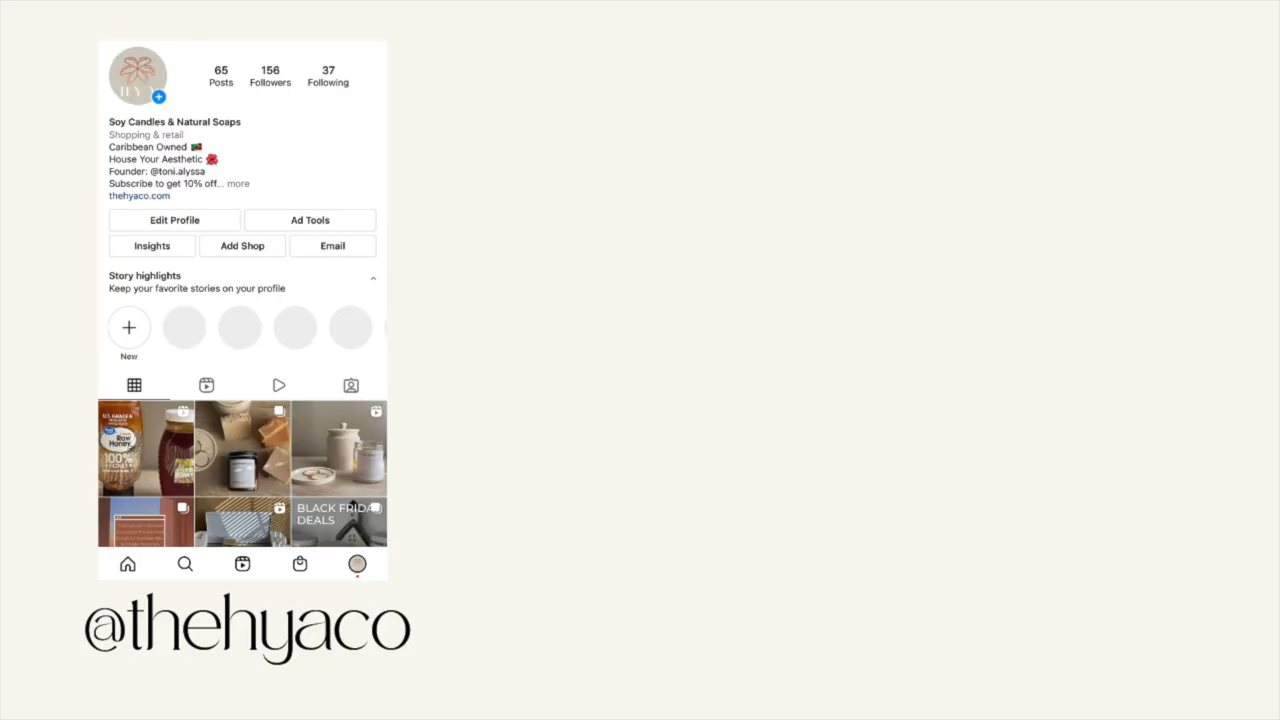 65
Posts
156
Followers
37
Following
Soy Candles & Natural Soaps
Shopping & retail
Caribbean Owned
House Your Aesthetic
Founder: @toni.alyssa
Subscribe to get 10% off... more
thehyaco.com
Edit Profile
Ad Tools
Insights
Add Shop
Email
Story highlights
Keep your favorite stories on your profile
New
Raw
Honey
100%
BLACK FRIDA
DEALS
@thehyaco